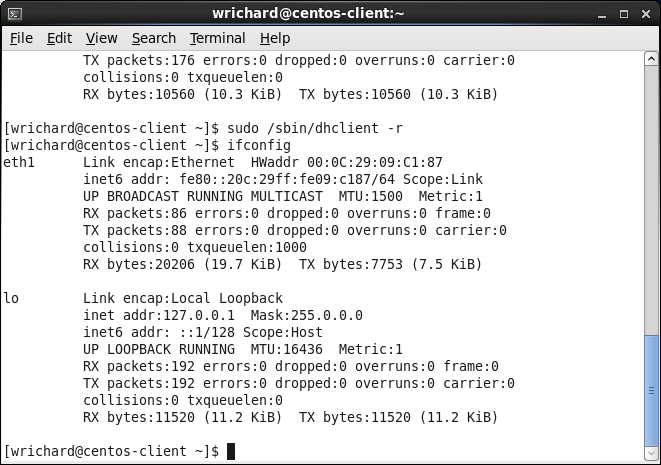 wrichard@centos-client:~
File Edit View Search Terminal Help
TX packets:176 errors:0 dropped:0 overruns:0 carrier:0
collisions:0 txqueuelen:0
RX bytes:10560 (10.3 KiB)  TX bytes:10560 (10.3 KiB)
[wrichard@centos-client ~]$ sudo /sbin/dhclient -r
[wrichard@centos-client ~]$ ifconfig
eth1      Link encap:Ethernet  HWaddr 00:0C:29:09:C1:87
inet6 addr: fe80::20c:29ff:fe09:c187/64 Scope:Link
UP BROADCAST RUNNING MULTICAST  MTU:1500  Metric:1
RX packets:86 errors:0 dropped:0 overruns:0 frame:0
TX packets:88 errors:0 dropped:0 overruns:0 carrier:0
collisions:0 txqueuelen:1000
RX bytes:20206 (19.7 KiB)  TX bytes:7753 (7.5 KiB)
lo        Link encap:Local Loopback
inet addr:127.0.0.1  Mask:255.0.0.0
inet6 addr: ::1/128 Scope:Host
UP LOOPBACK RUNNING  MTU:16436  Metric:1
RX packets:192 errors:0 dropped:0 overruns:0 frame:0
TX packets:192 errors:0 dropped:0 overruns:0 carrier:0
collisions:0 txqueuelen:0
RX bytes:11520 (11.2 KiB)  TX bytes:11520 (11.2 KiB)
[wrichard@centos-client ~]$